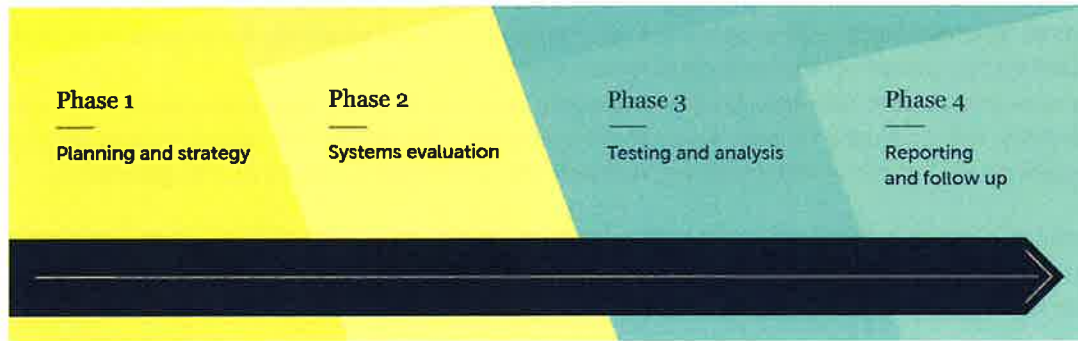 Phase 1
Planning and strategy
Phase 2
Systems evaluation
Phase 3
Testing and analysis
Phase 4
Reporting
and follow up